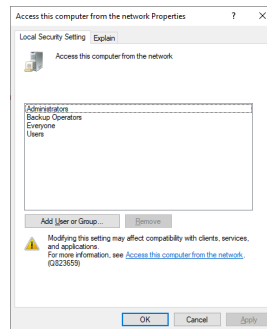 Access this computer from the network Properties ? X
Local Security Setting Explain
Access this computer from the network
Administrators
Backup Operators
Everyone
Users
Add User or Group... Remove
Modifying this setting may affect compatibility with clients, services,
and applications.
For more information, see Access this computer from the network.
(Q823659)
OK Cancel Apply